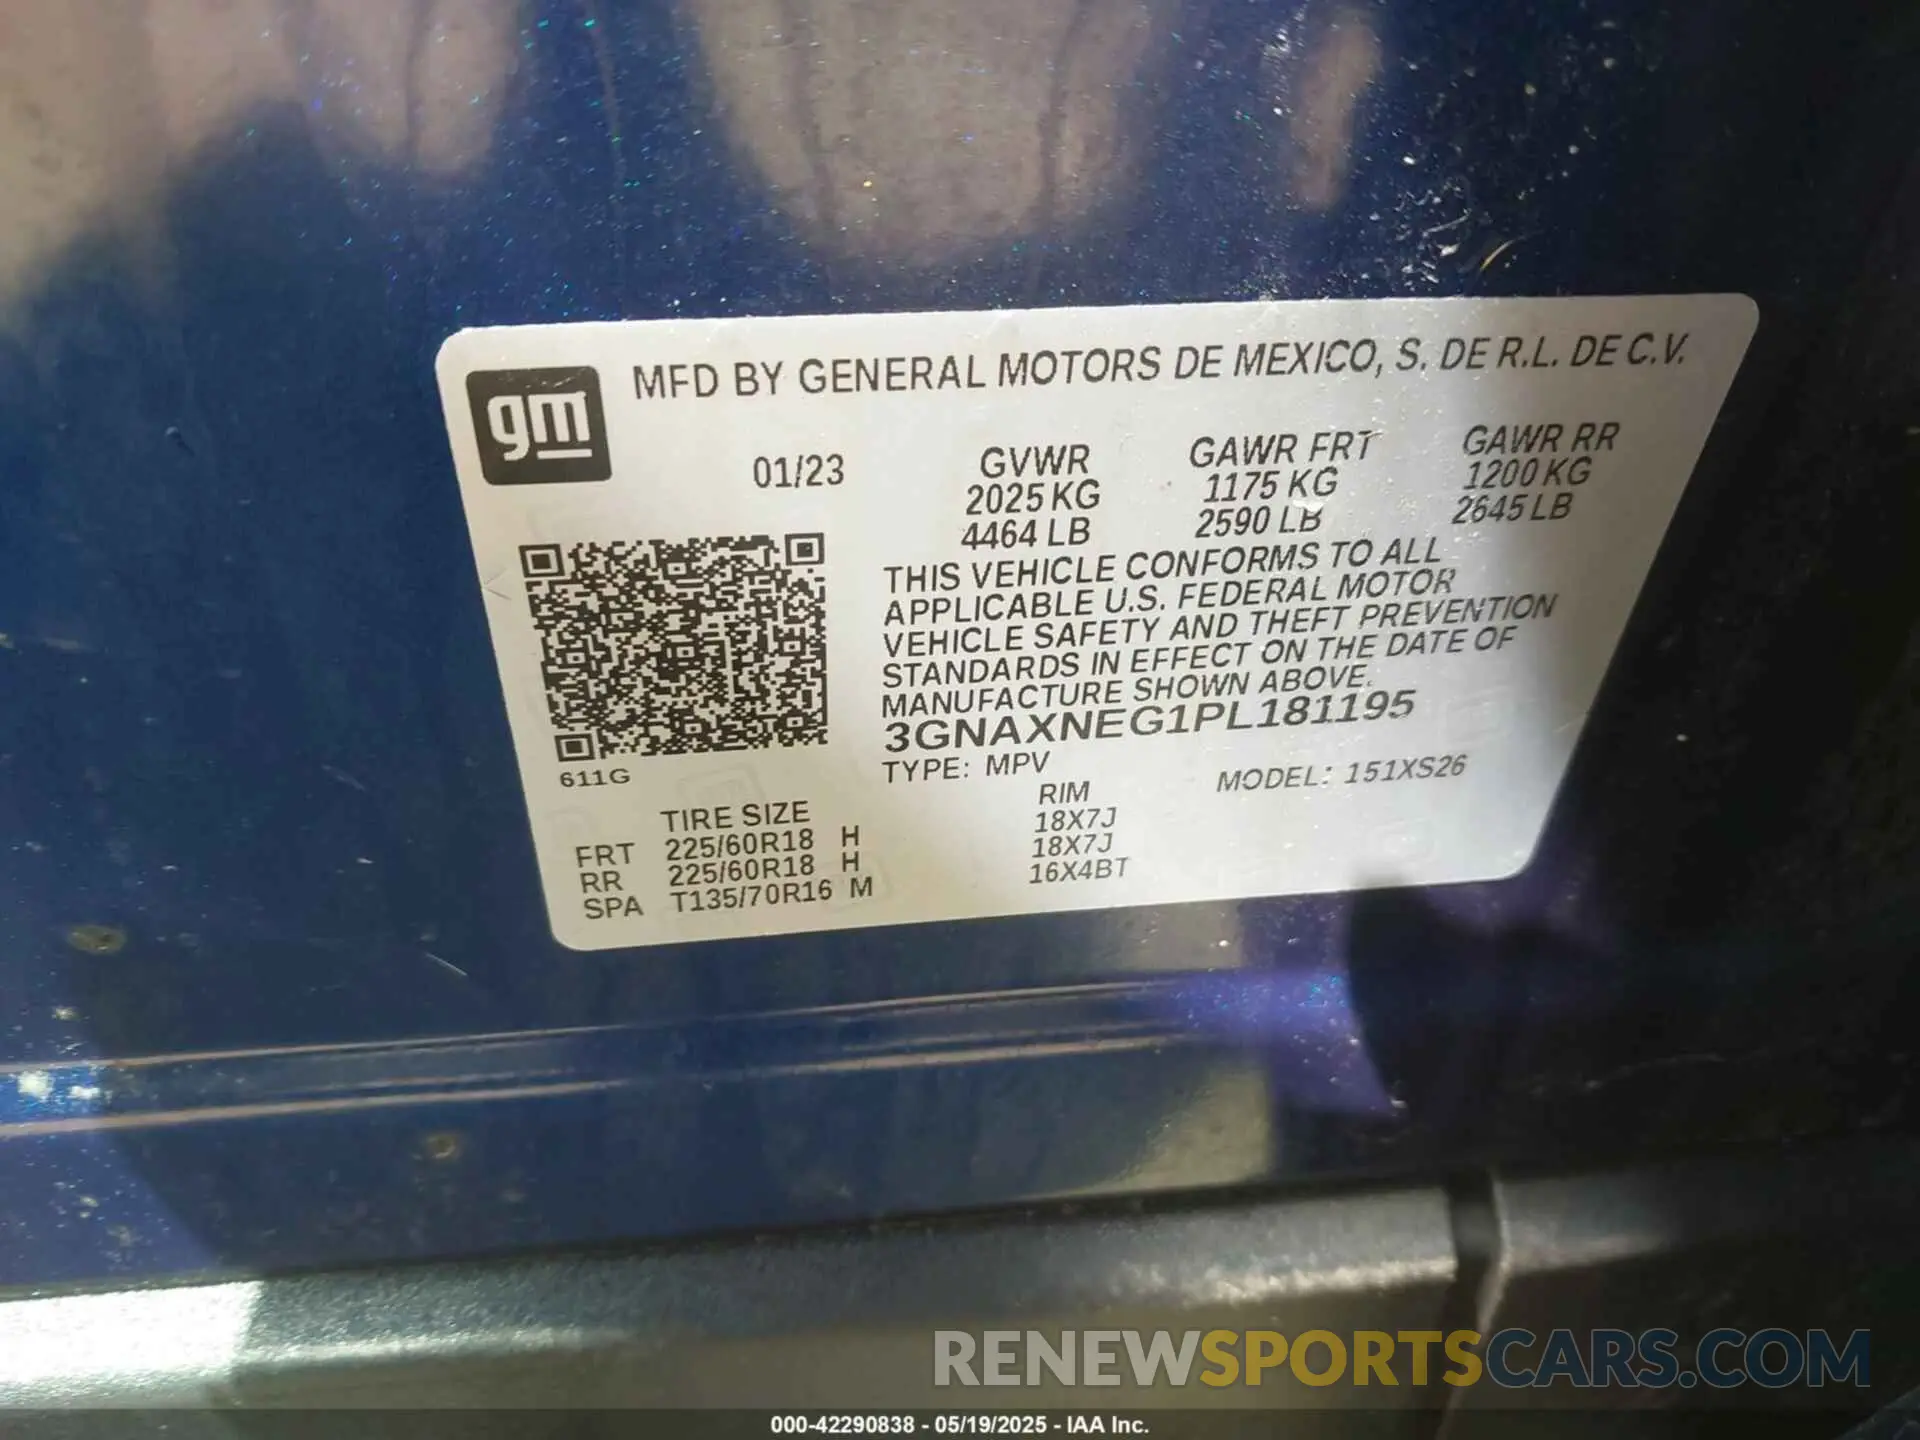 gm
MFD BY GENERAL MOTORS DE MEXICO, S. DE R.L. DE C.V.
01/23
GVWR GAWR FRT GAWR RR
2025 KG 1175 KG 1200 KG
4464 LB 2590 LB 2645 LB
THIS VEHICLE CONFORMS TO ALL
APPLICABLE U.S. FEDERAL MOTOR
VEHICLE SAFETY AND THEFT PREVENTION
STANDARDS IN EFFECT ON THE DATE OF
MANUFACTURE SHOWN ABOVE.
3GNAXNEG1PL181195
TYPE: MPV MODEL: 151XS26
611G
TIRE SIZE RIM
FRT 225/60R18 H 18X7J
RR 225/60R18 H 18X7J
SPA T135/70R16 M 16X4BT
RENEWSPORTSCARS.COM
000-42290838 - 05/19/2025 - IAA Inc.